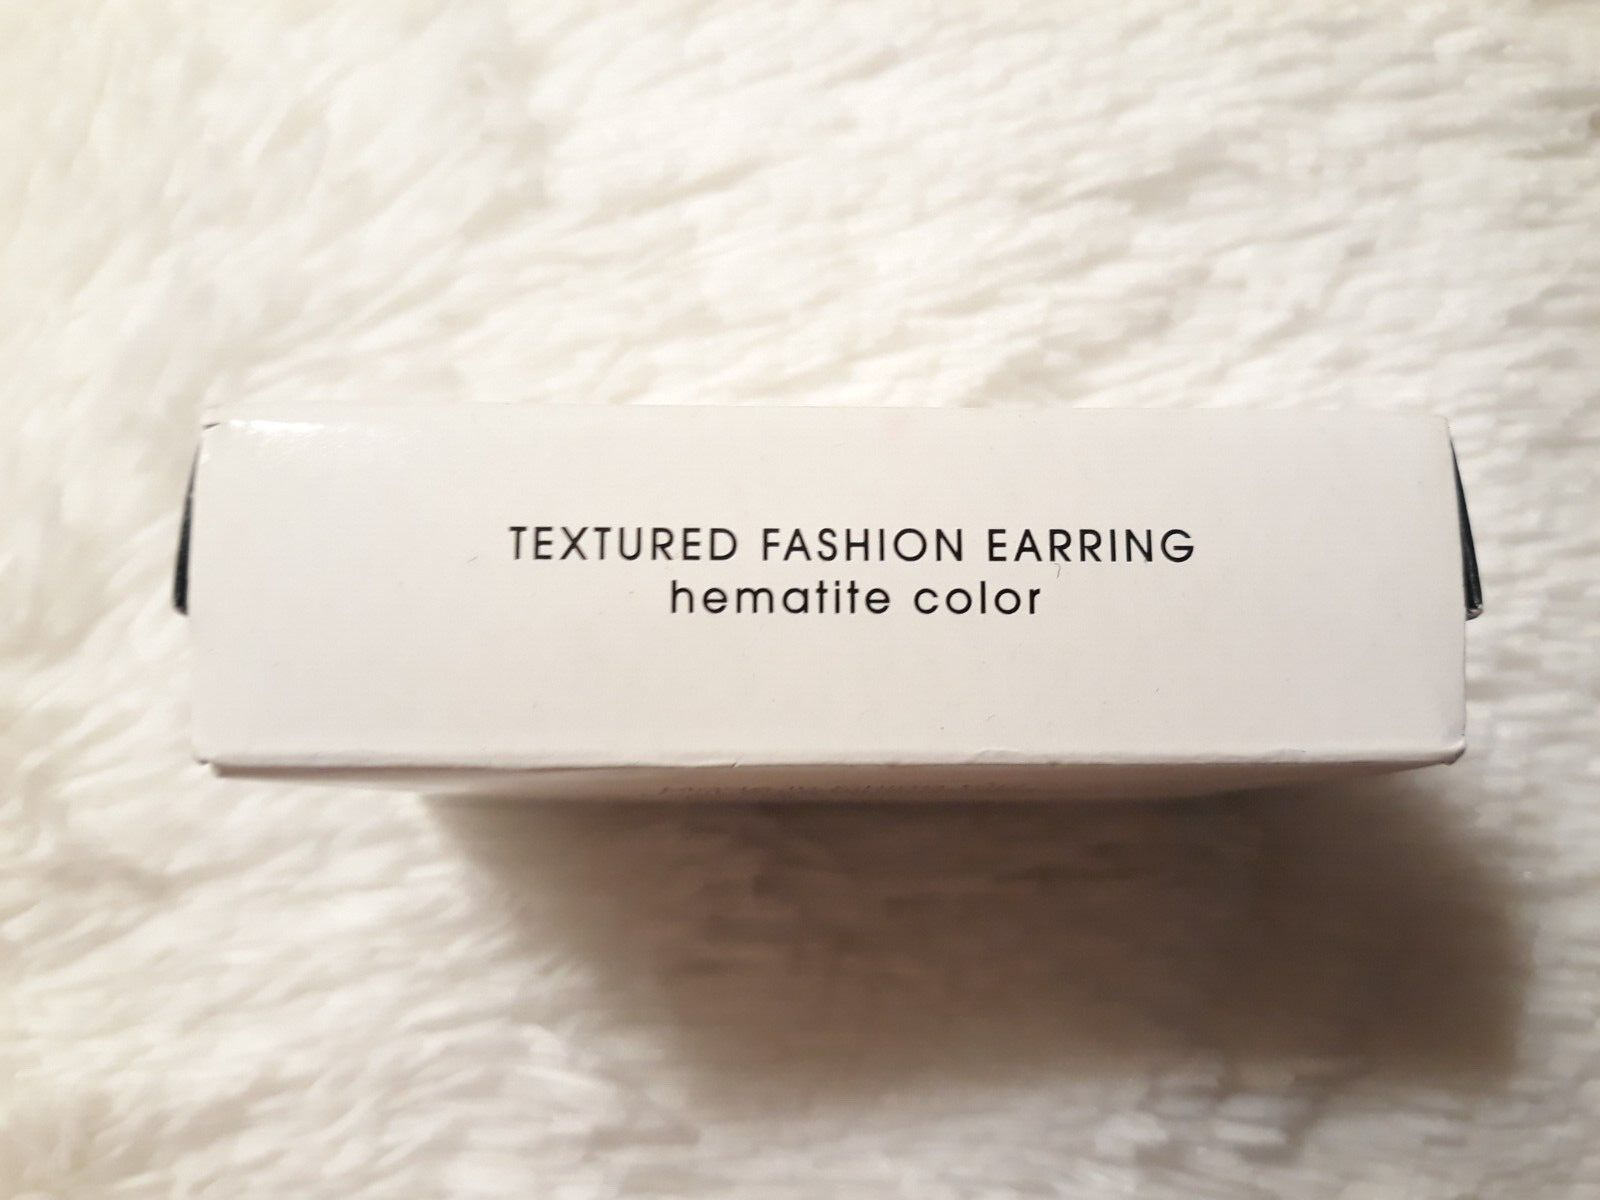 TEXTURED FASHION EARRING
hematite color